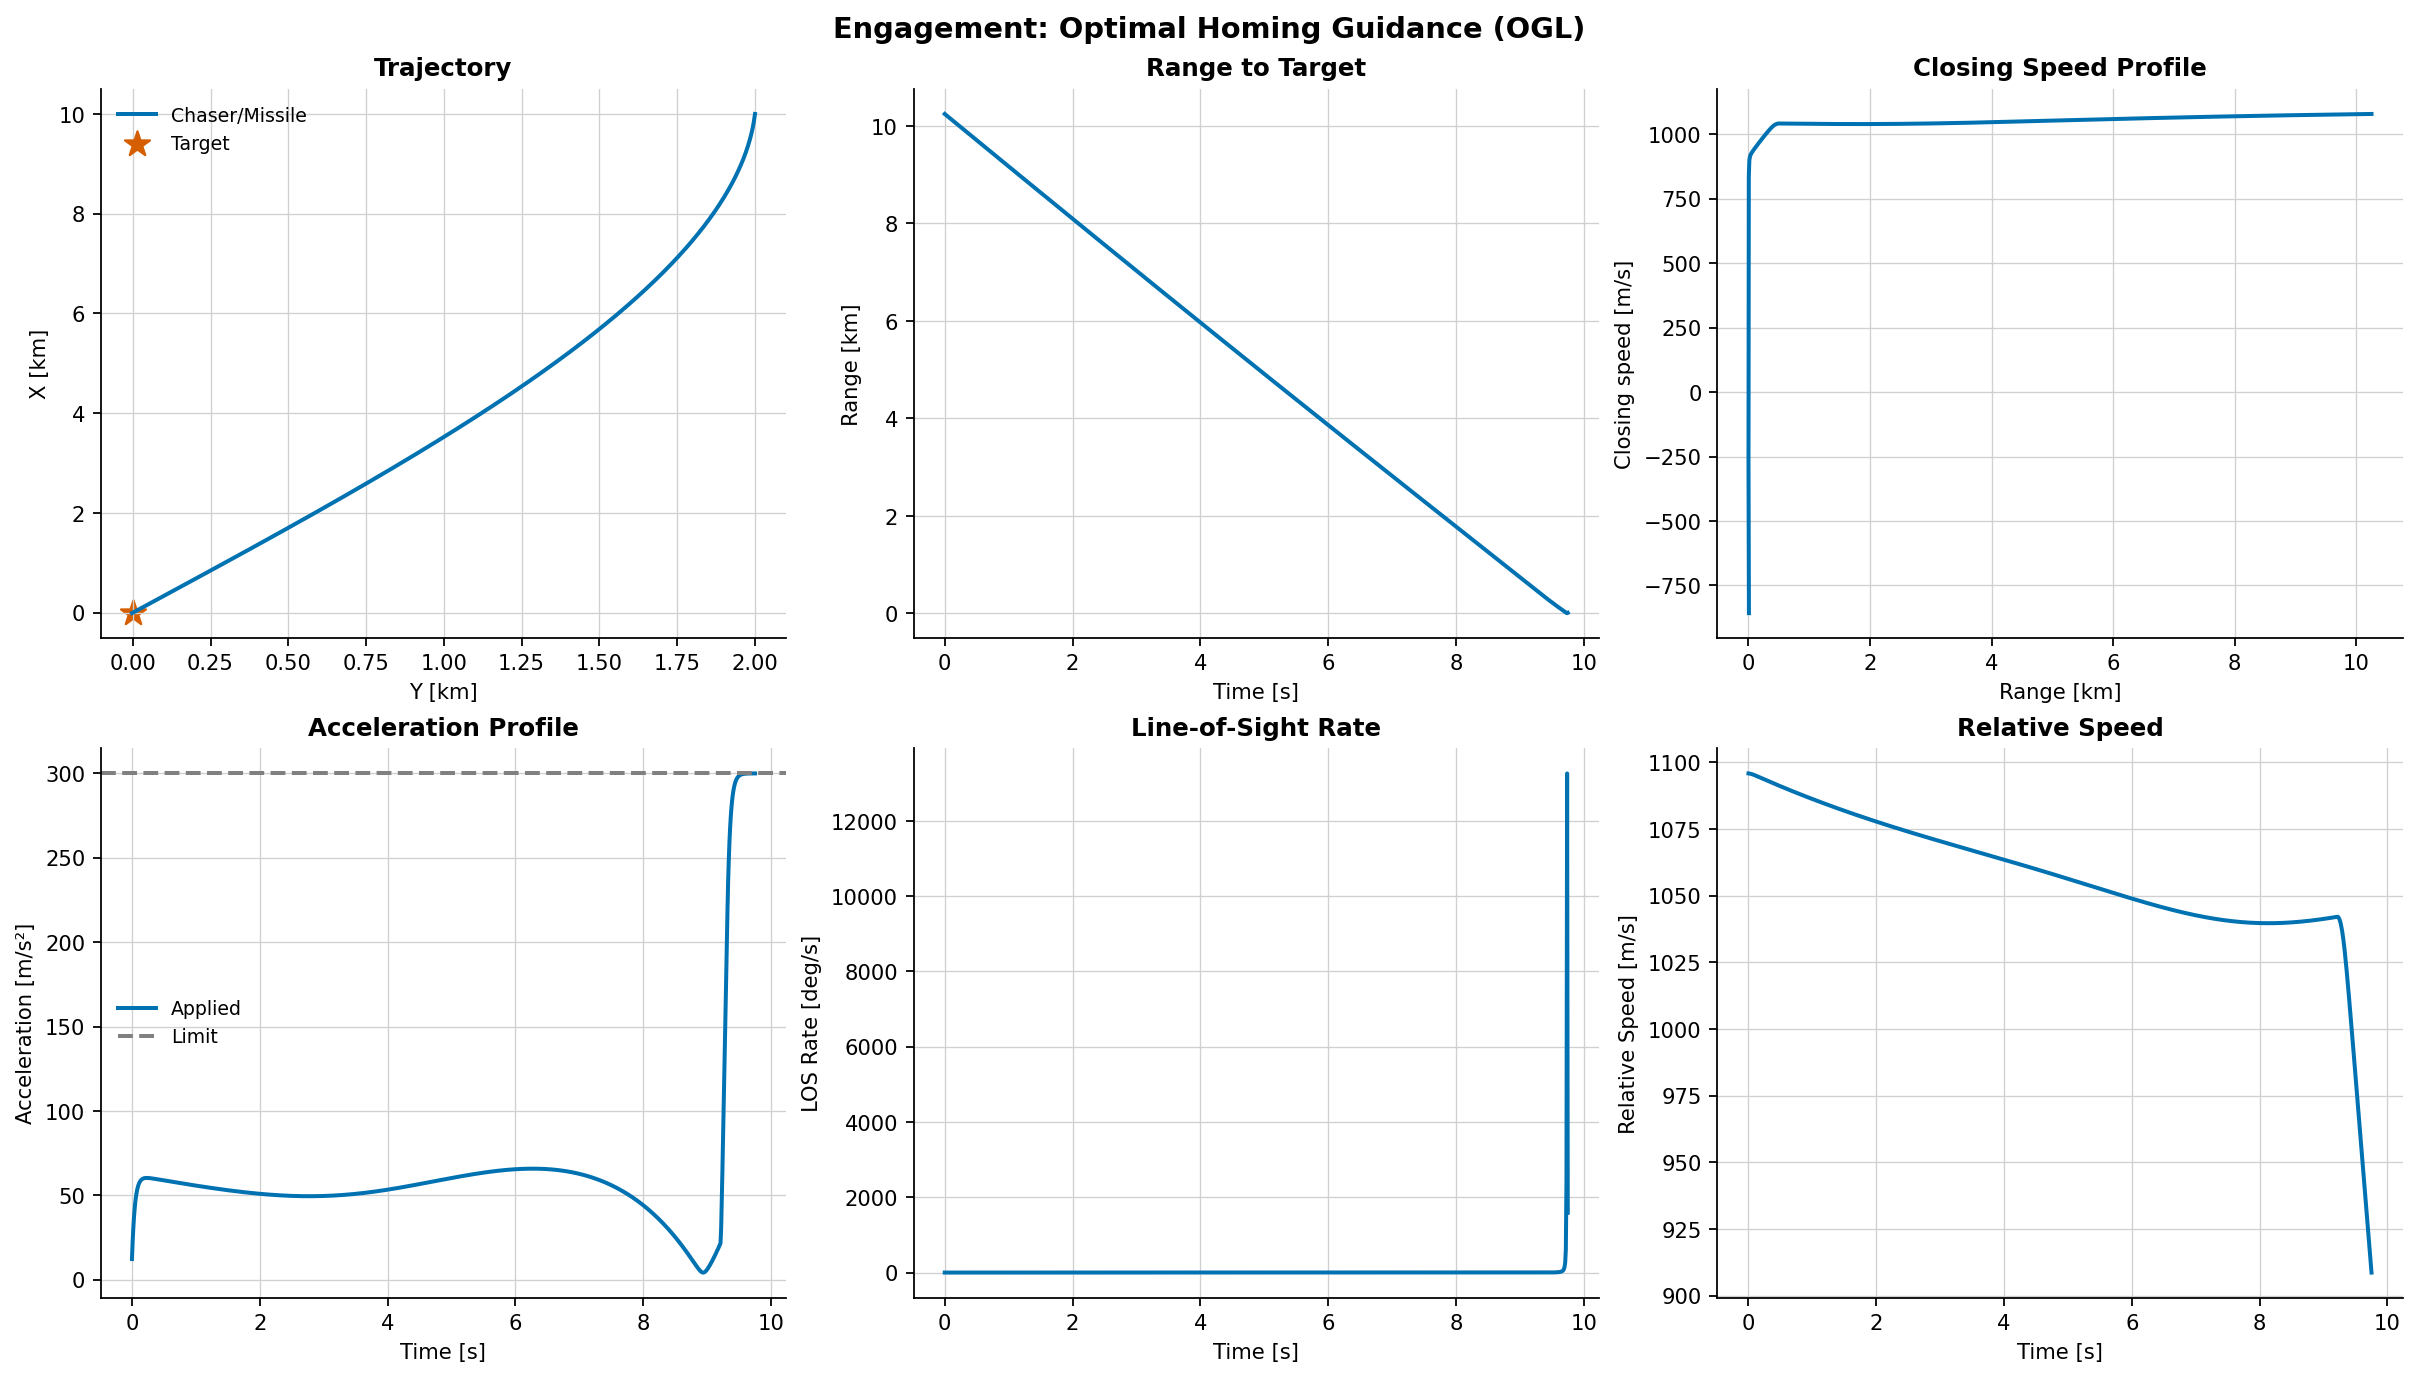 Engagement: Optimal Homing Guidance (OGL)
Trajectory
Chaser/Missile
Target
10
8
6
4
2
0
X [km]
0.00 0.25 0.50 0.75 1.00 1.25 1.50 1.75 2.00
Y [km]
Range to Target
10
8
6
4
2
0
Range [km]
0 2 4 6 8 10
Time [s]
Closing Speed Profile
1000
750
500
250
0
−250
−500
−750
Closing speed [m/s]
0 2 4 6 8 10
Range [km]
Acceleration Profile
300
250
200
150
100
50
0
Acceleration [m/s²]
Applied
Limit
0 2 4 6 8 10
Time [s]
Line-of-Sight Rate
12000
10000
8000
6000
4000
2000
0
LOS Rate [deg/s]
0 2 4 6 8 10
Time [s]
Relative Speed
1100
1075
1050
1025
1000
975
950
925
900
Relative Speed [m/s]
0 2 4 6 8 10
Time [s]